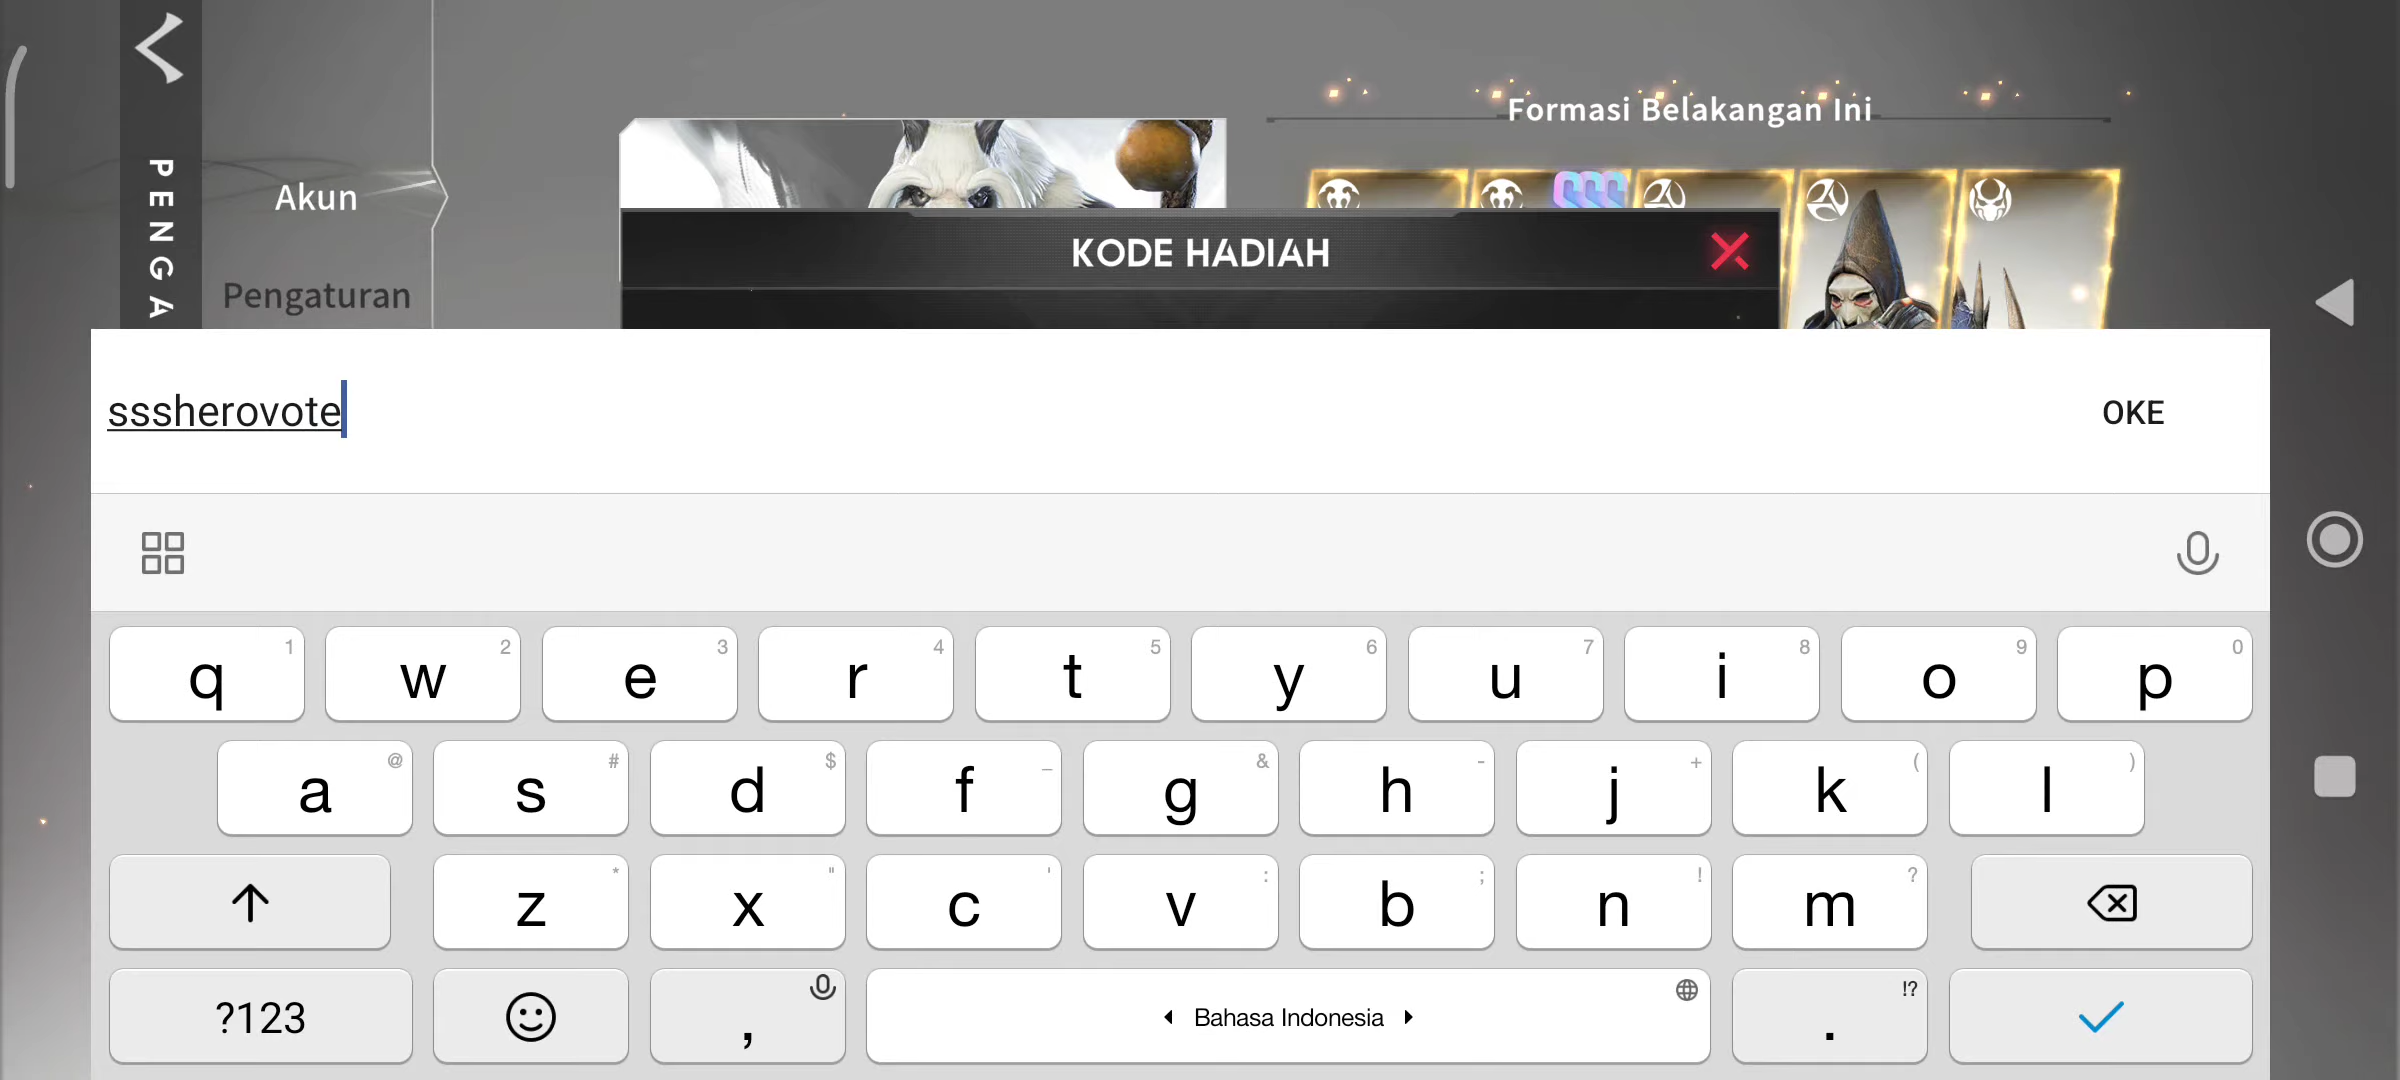 PENGA
Akun
Pengaturan
Formasi Belakangan Ini
SSS
KODE HADIAH
sssherovote
OKE
q 1 w 2 e 3 r 4 t 5 y 6 u 7 i 8 o 9 p 0
a @ s # d $ f _ g & h - j + k ( l )
z * x " c ' v : b ; n ! m ?
?123 , Bahasa Indonesia . !?